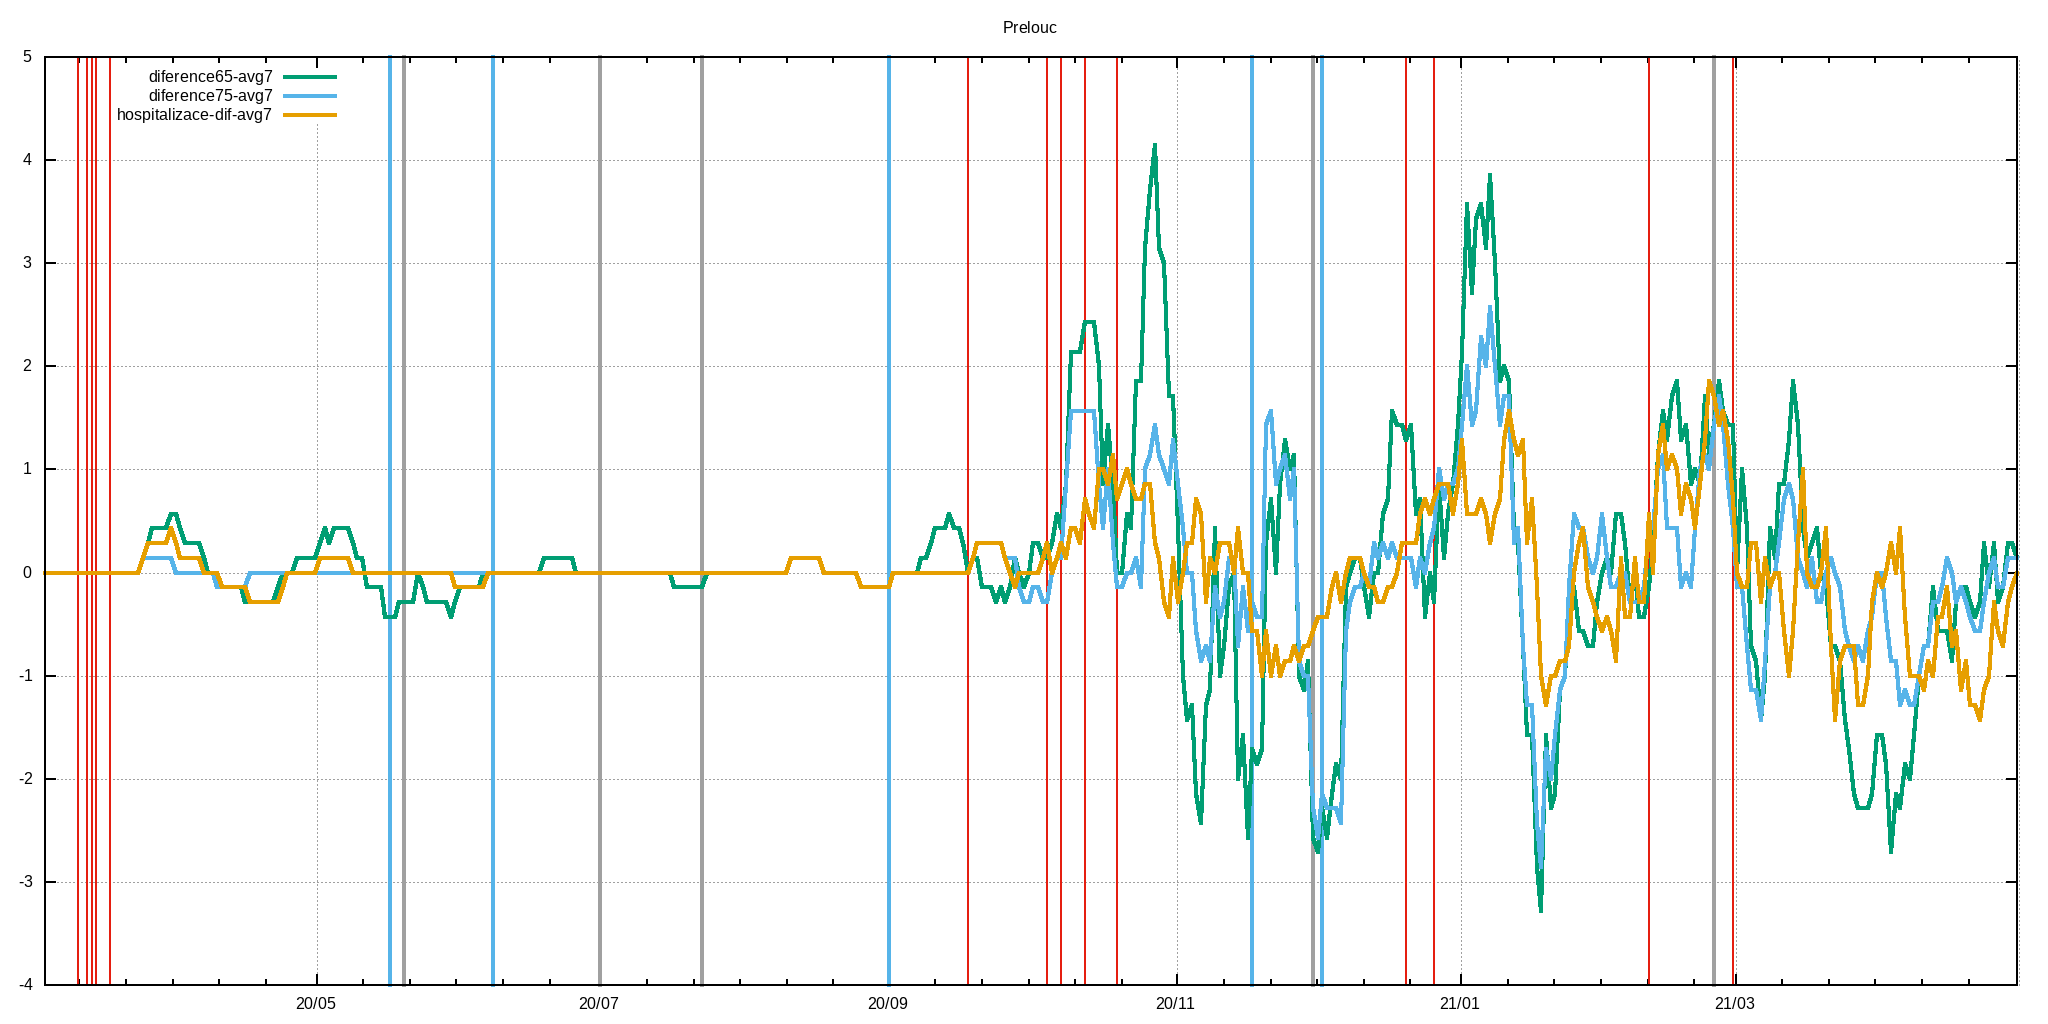 Prelouc
5
diference65-avg7
diference75-avg7
hospitalizace-dif-avg7
4
3
2
1
0
-1
-2
-3
-4
20/05 20/07 20/09 20/11 21/01 21/03